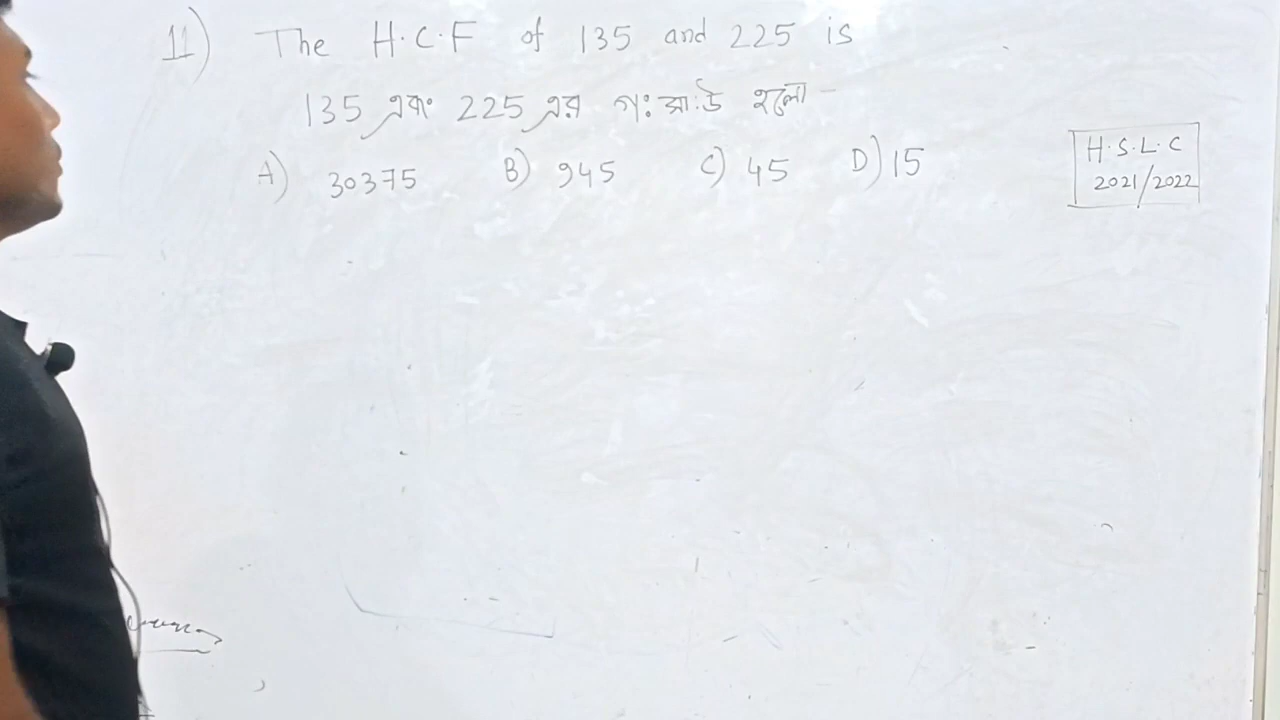 11) The H.C.F of 135 and 225 is
135 এবং 225 এর গ:সা:উ হলো -
A) 30375 B) 945 C) 45 D) 15
H.S.L.C
2021/2022